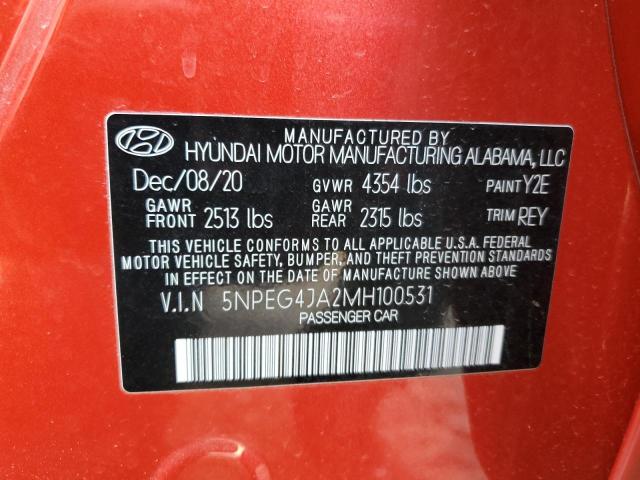 MANUFACTURED BY
HYUNDAI MOTOR MANUFACTURING ALABAMA, LLC
Dec/08/20 GVWR 4354 lbs PAINT Y2E
GAWR FRONT 2513 lbs GAWR REAR 2315 lbs TRIM REY
THIS VEHICLE CONFORMS TO ALL APPLICABLE U.S.A. FEDERAL
MOTOR VEHICLE SAFETY, BUMPER, AND THEFT PREVENTION STANDARDS
IN EFFECT ON THE DATE OF MANUFACTURE SHOWN ABOVE.
V.I.N 5NPEG4JA2MH100531
PASSENGER CAR